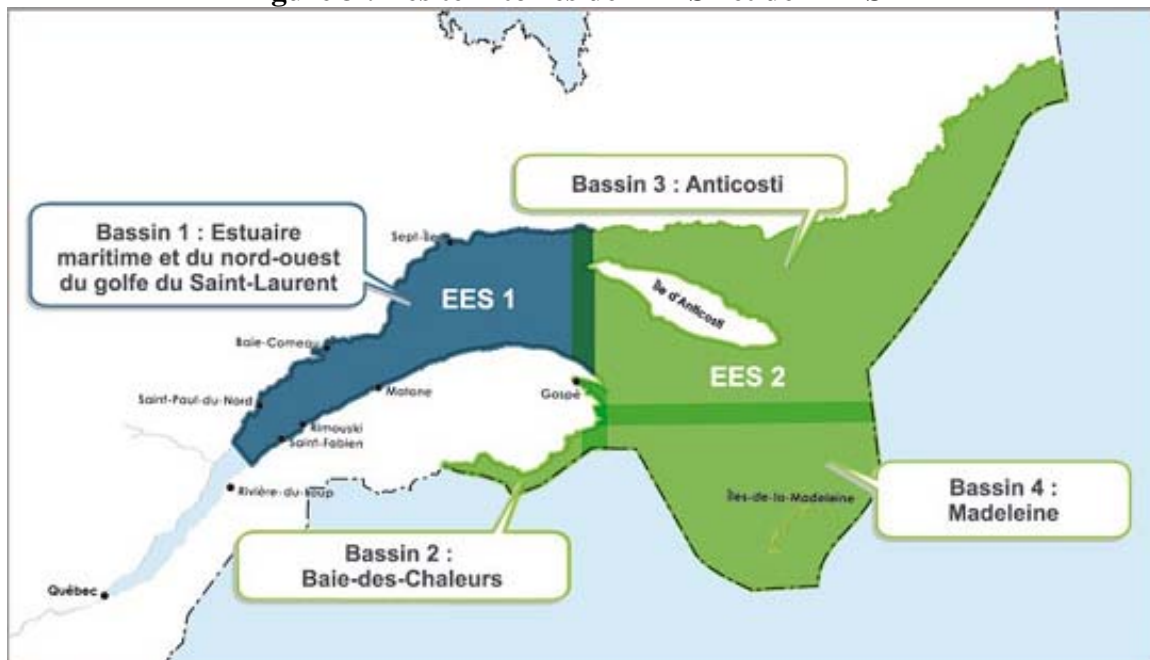 Bassin 3 : Anticosti
Bassin 1 : Estuaire
maritime et du nord-ouest
du golfe du Saint-Laurent
EES 1
Île d'Anticosti
Baie-Comeau
EES 2
Matane
Gaspé
Saint-Paul-du-Nord
Rimouski
Saint-Fabien
Rivière-du-Loup
Îles-de-la-Madeleine
Bassin 4 :
Madeleine
Bassin 2 :
Baie-des-Chaleurs
Québec